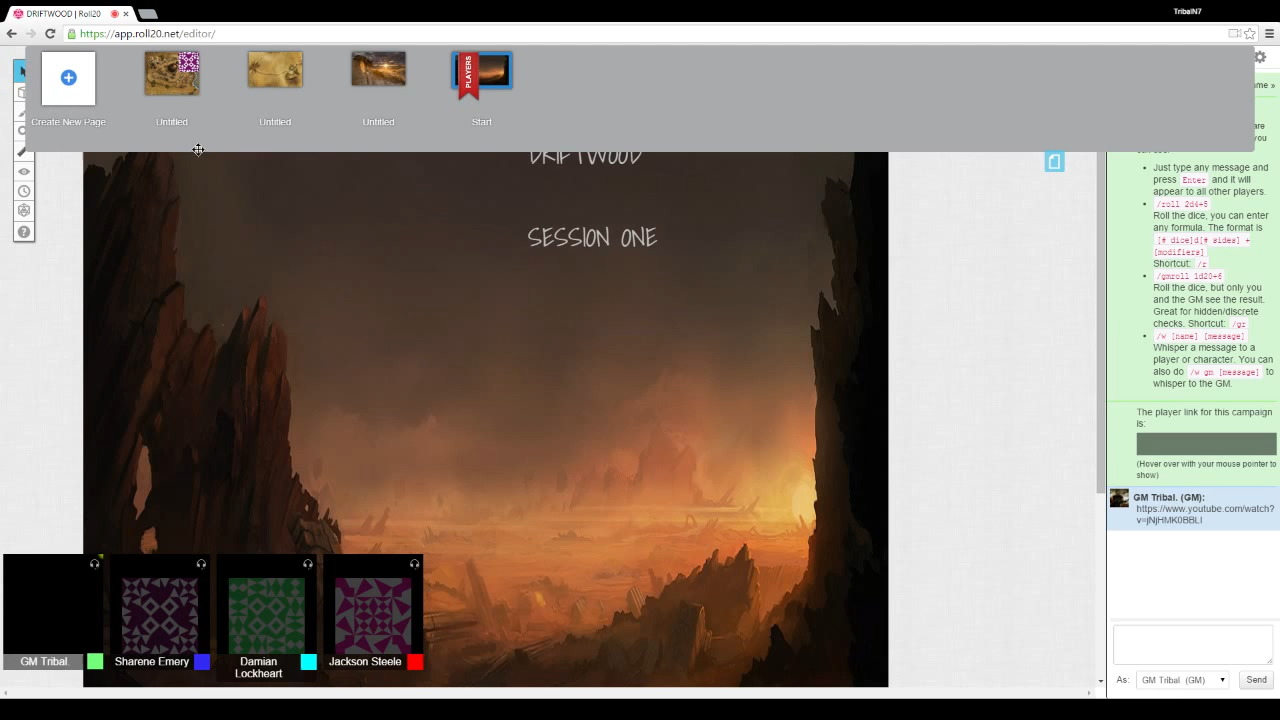 TribalN7
DRIFTWOOD | Roll20
https://app.roll20.net/editor/
PLAYERS
Create New Page
Untitled
Untitled
Untitled
Start
DRIFTWOOD
SESSION ONE
me »
are
you
Just type any message and
press Enter and it will
appear to all other players.
/roll 2d4+5
Roll the dice, you can enter
any formula. The format is
[# dice]d[# sides] +
[modifiers]
Shortcut: /r
/gmroll 1d20+6
Roll the dice, but only you
and the GM see the result.
Great for hidden/discrete
checks. Shortcut: /gr
/w [name] [message]
Whisper a message to a
player or character. You can
also do /w gm [message] to
whisper to the GM.
The player link for this campaign
is:
(Hover over with your mouse pointer to
show)
GM Tribal. (GM):
https://www.youtube.com/watch?
v=jNjHMK0BBLI
GM Tribal.
Sharene Emery
Damian
Lockheart
Jackson Steele
As:
GM Tribal (GM)
Send